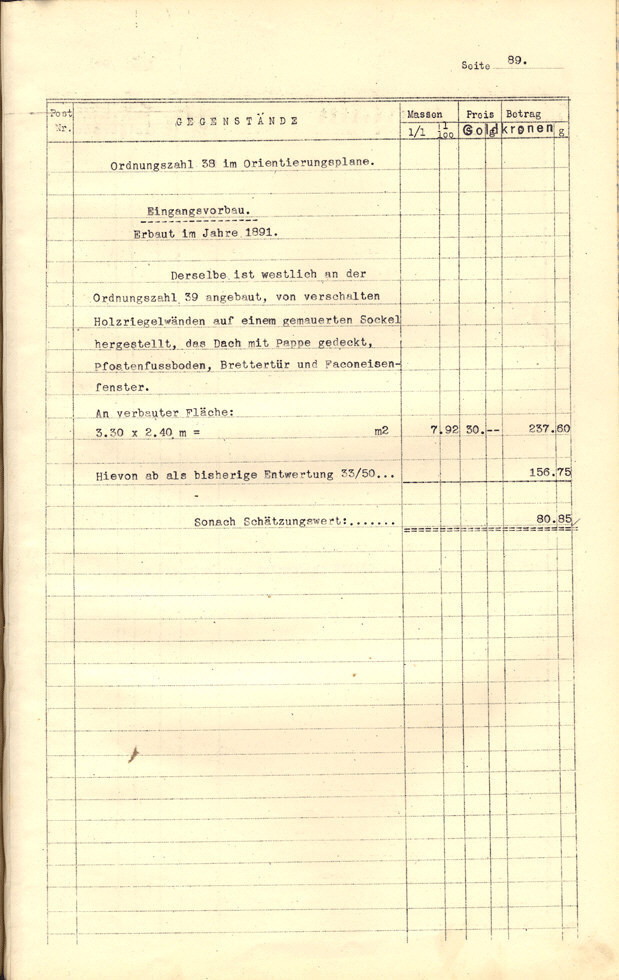 Seite 89.
Post Nr. GEGENSTÄNDE Massen Preis Betrag
1/1 1/100 Goldkronen g
Ordnungszahl 38 im Orientierungsplane.
Eingangsvorbau.
Erbaut im Jahre 1891.
Derselbe ist westlich an der
Ordnungszahl 39 angebaut, von verschalten
Holzriegelwänden auf einem gemauerten Sockel
hergestellt, das Dach mit Pappe gedeckt,
Pfostenfussboden, Brettertür und Faconeisen-
fenster.
An verbauter Fläche:
3.30 x 2.40 m = m2 7.92 30.-- 237.60
Hievon ab als bisherige Entwertung 33/50... 156.75
Sonach Schätzungswert:....... 80.85